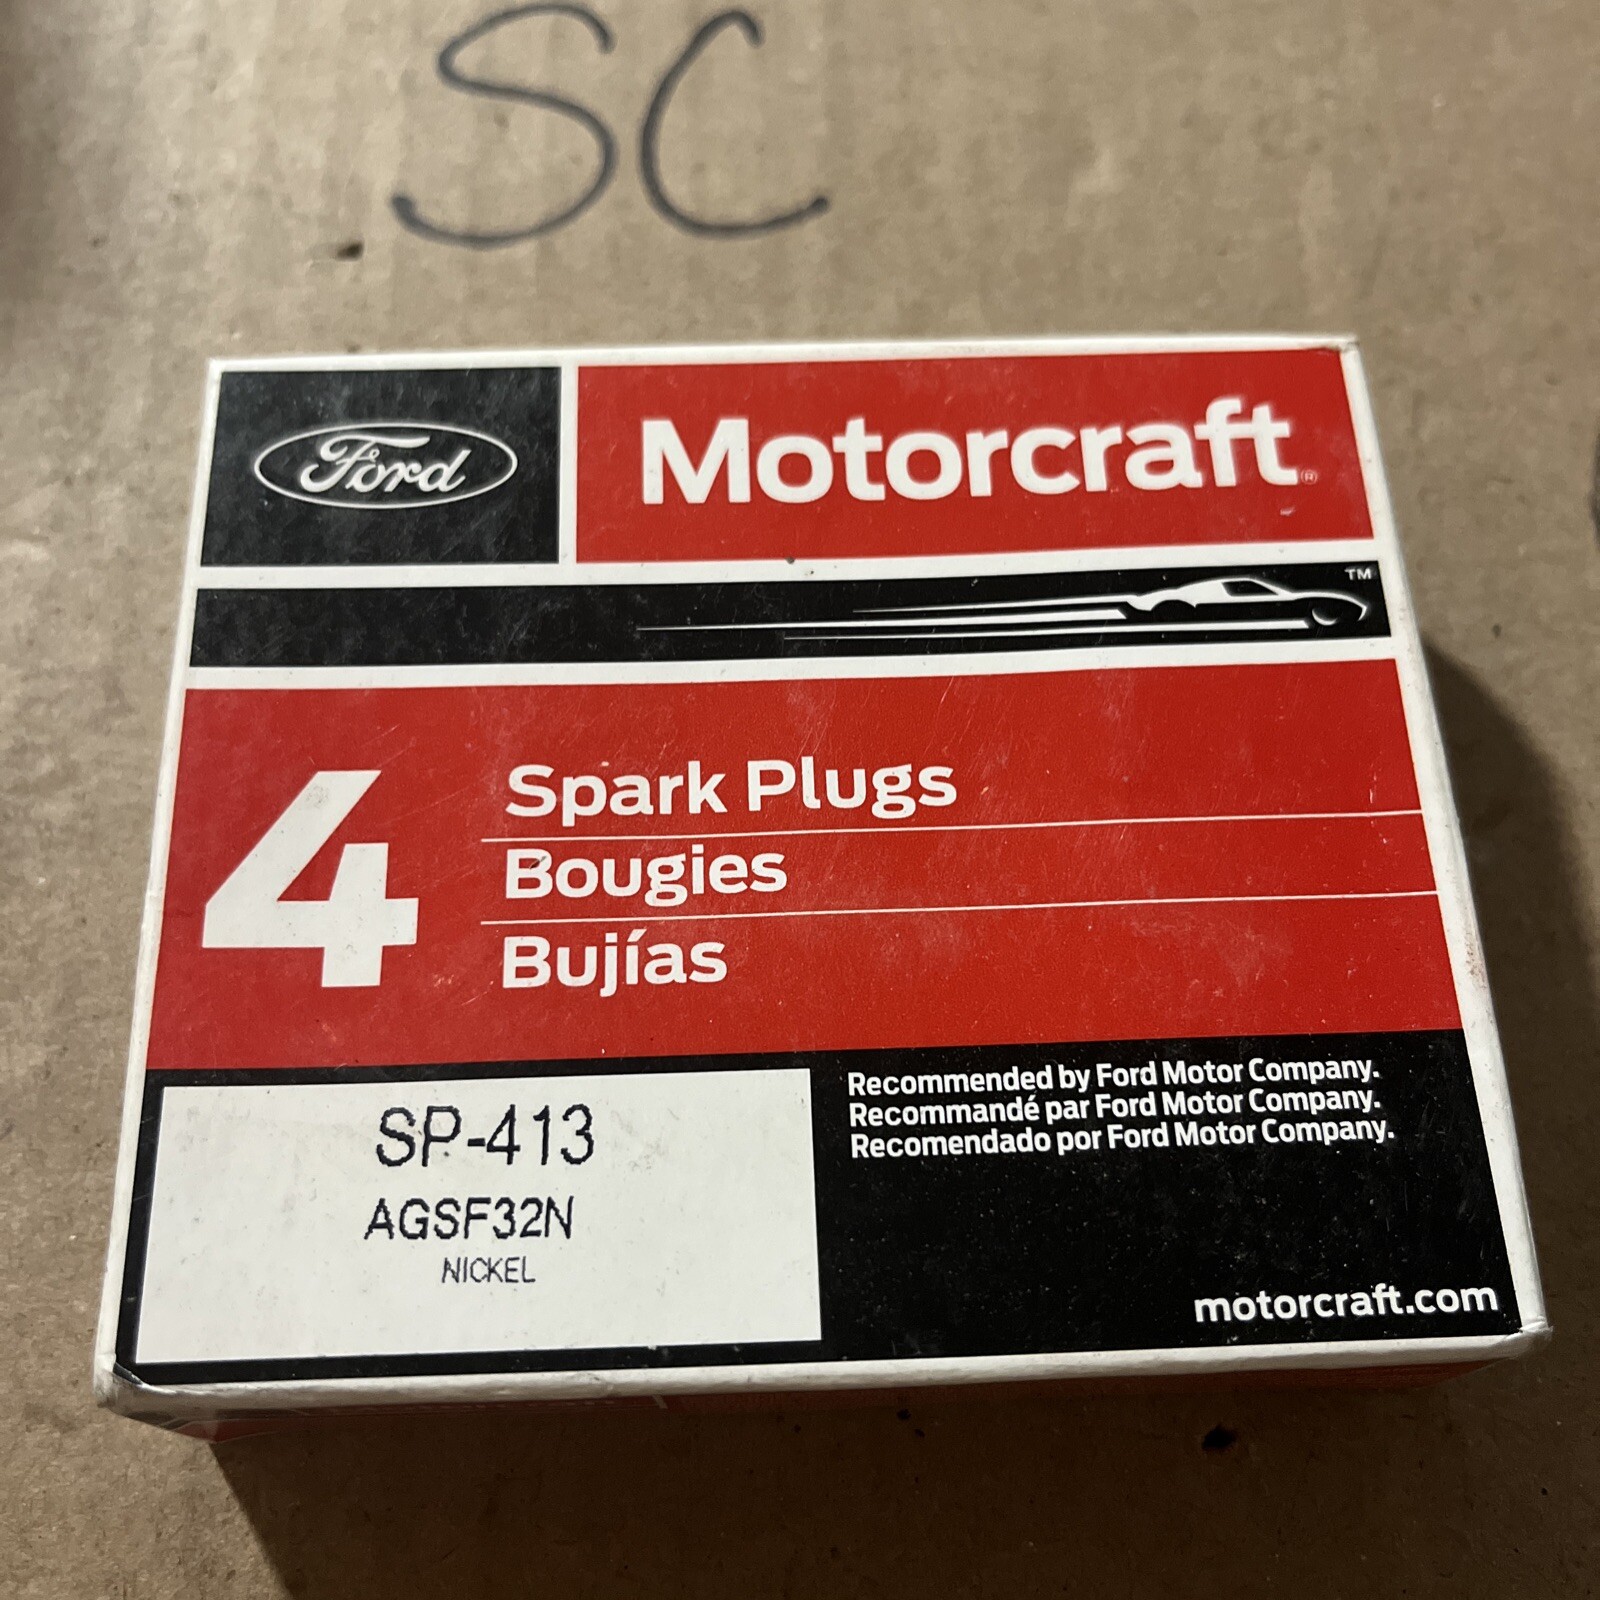 SC
Ford
Motorcraft®
TM
4
Spark Plugs
Bougies
Bujías
SP-413
AGSF32N
NICKEL
Recommended by Ford Motor Company.
Recommandé par Ford Motor Company.
Recomendado por Ford Motor Company.
motorcraft.com